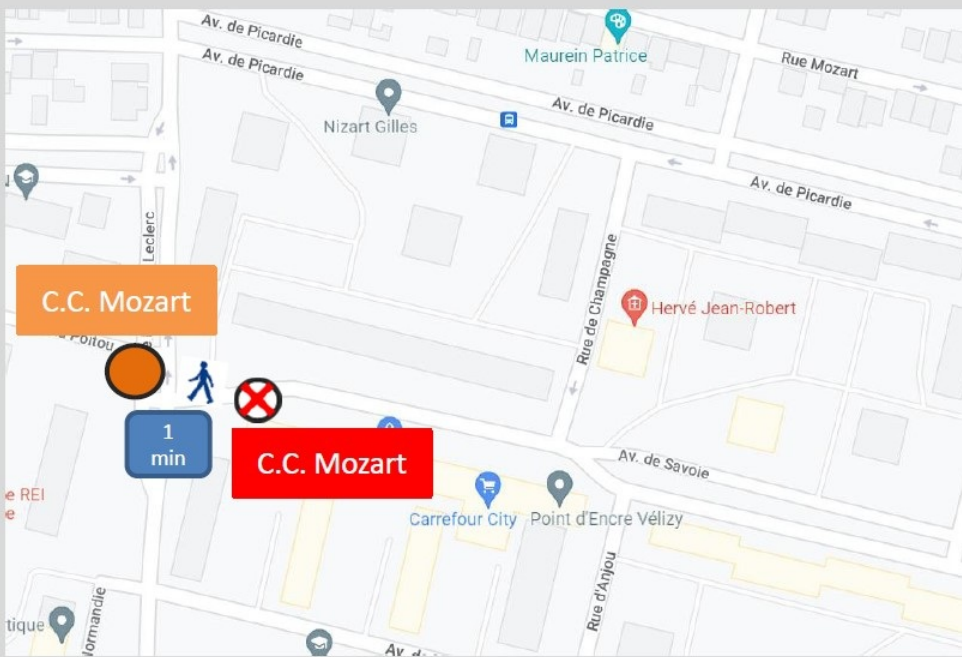 Av. de Picardie
Av. de Picardie
Maurein Patrice
Rue Mozart
Nizart Gilles
Av. de Picardie
Av. de Picardie
Leclerc
C.C. Mozart
Poitou
Rue de Champagne
Hervé Jean-Robert
1
min
C.C. Mozart
Av. de Savoie
e REI
e
Carrefour City
Point d'Encre Vélizy
Rue d'Anjou
Normandie
tique
Av. de